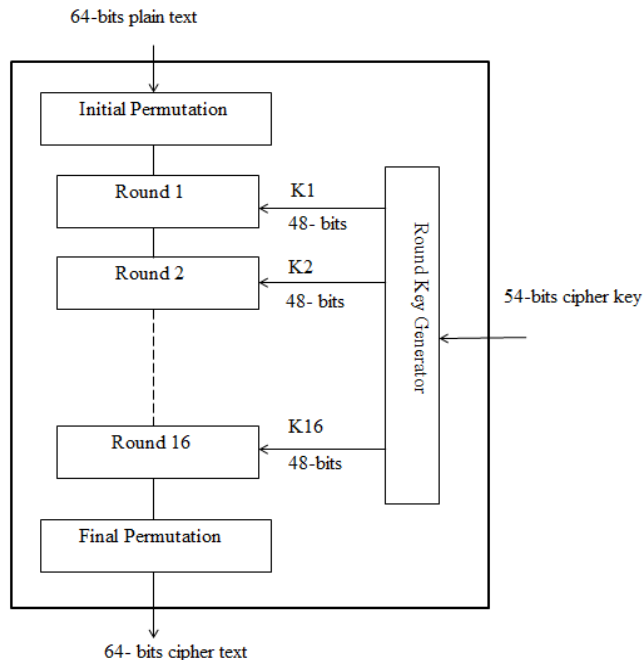 64-bits plain text
Initial Permutation
Round 1
K1
48- bits
Round 2
K2
48- bits
Round Key Generator
54-bits cipher key
Round 16
K16
48-bits
Final Permutation
64- bits cipher text